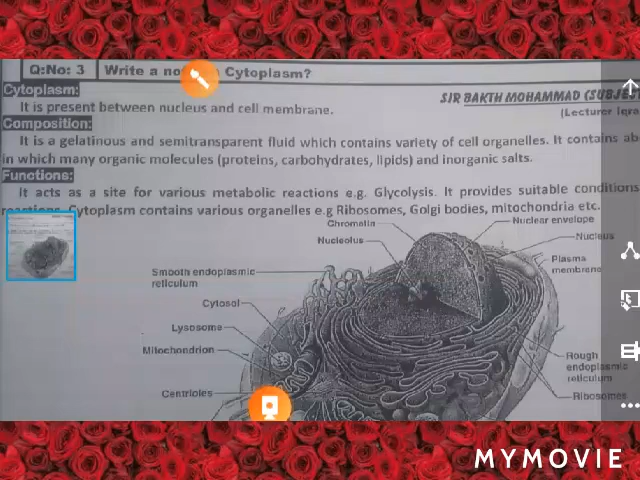 Q:No: 3 Write a no Cytoplasm?
Cytoplasm:
SIR BAKTH MOHAMMAD (SUBJE
It is present between nucleus and cell membrane.
(Lecturer Iqra
Composition:
It is a gelatinous and semitransparent fluid which contains variety of cell organelles. It contains ab
in which many organic molecules (proteins, carbohydrates, lipids) and inorganic salts.
Functions:
It acts as a site for various metabolic reactions e.g. Glycolysis. It provides suitable conditions
reactions. Cytoplasm contains various organelles e.g Ribosomes, Golgi bodies, mitochondria etc.
Chromatin
Nuclear envelope
Nucleolus
Nucleus
Plasma
membrane
Smooth endoplasmic
reticulum
Cytosol
Lysosome
Mitochondrion
Rough
endoplasmic
reticulum
Centrioles
Ribosomes
MYMOVIE